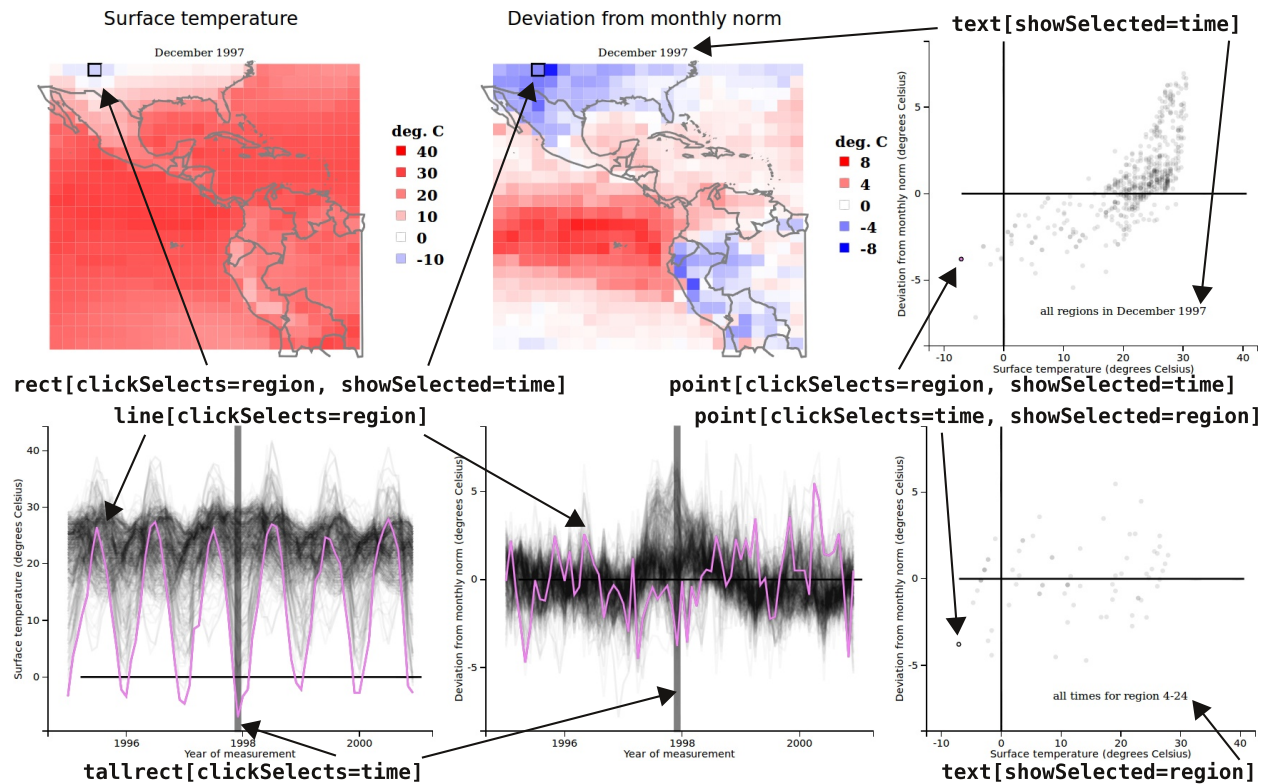 Surface temperature
Deviation from monthly norm
text[showSelected=time]
December 1997
December 1997
deg. C
40
30
20
10
0
-10
deg. C
8
4
0
-4
-8
Deviation from monthly norm (degrees Celsius)
5
0
-5
all regions in December 1997
-10
0
10
20
30
40
Surface temperature (degrees Celsius)
rect[clickSelects=region, showSelected=time]
point[clickSelects=region, showSelected=time]
line[clickSelects=region]
point[clickSelects=time, showSelected=region]
Surface temperature (degrees Celsius)
40
30
20
10
0
1996
1998
2000
Year of measurement
Deviation from monthly norm (degrees Celsius)
5
0
-5
1996
1998
2000
Year of measurement
Deviation from monthly norm (degrees Celsius)
5
0
-5
all times for region 4-24
-10
0
10
20
30
40
Surface temperature (degrees Celsius)
tallrect[clickSelects=time]
text[showSelected=region]